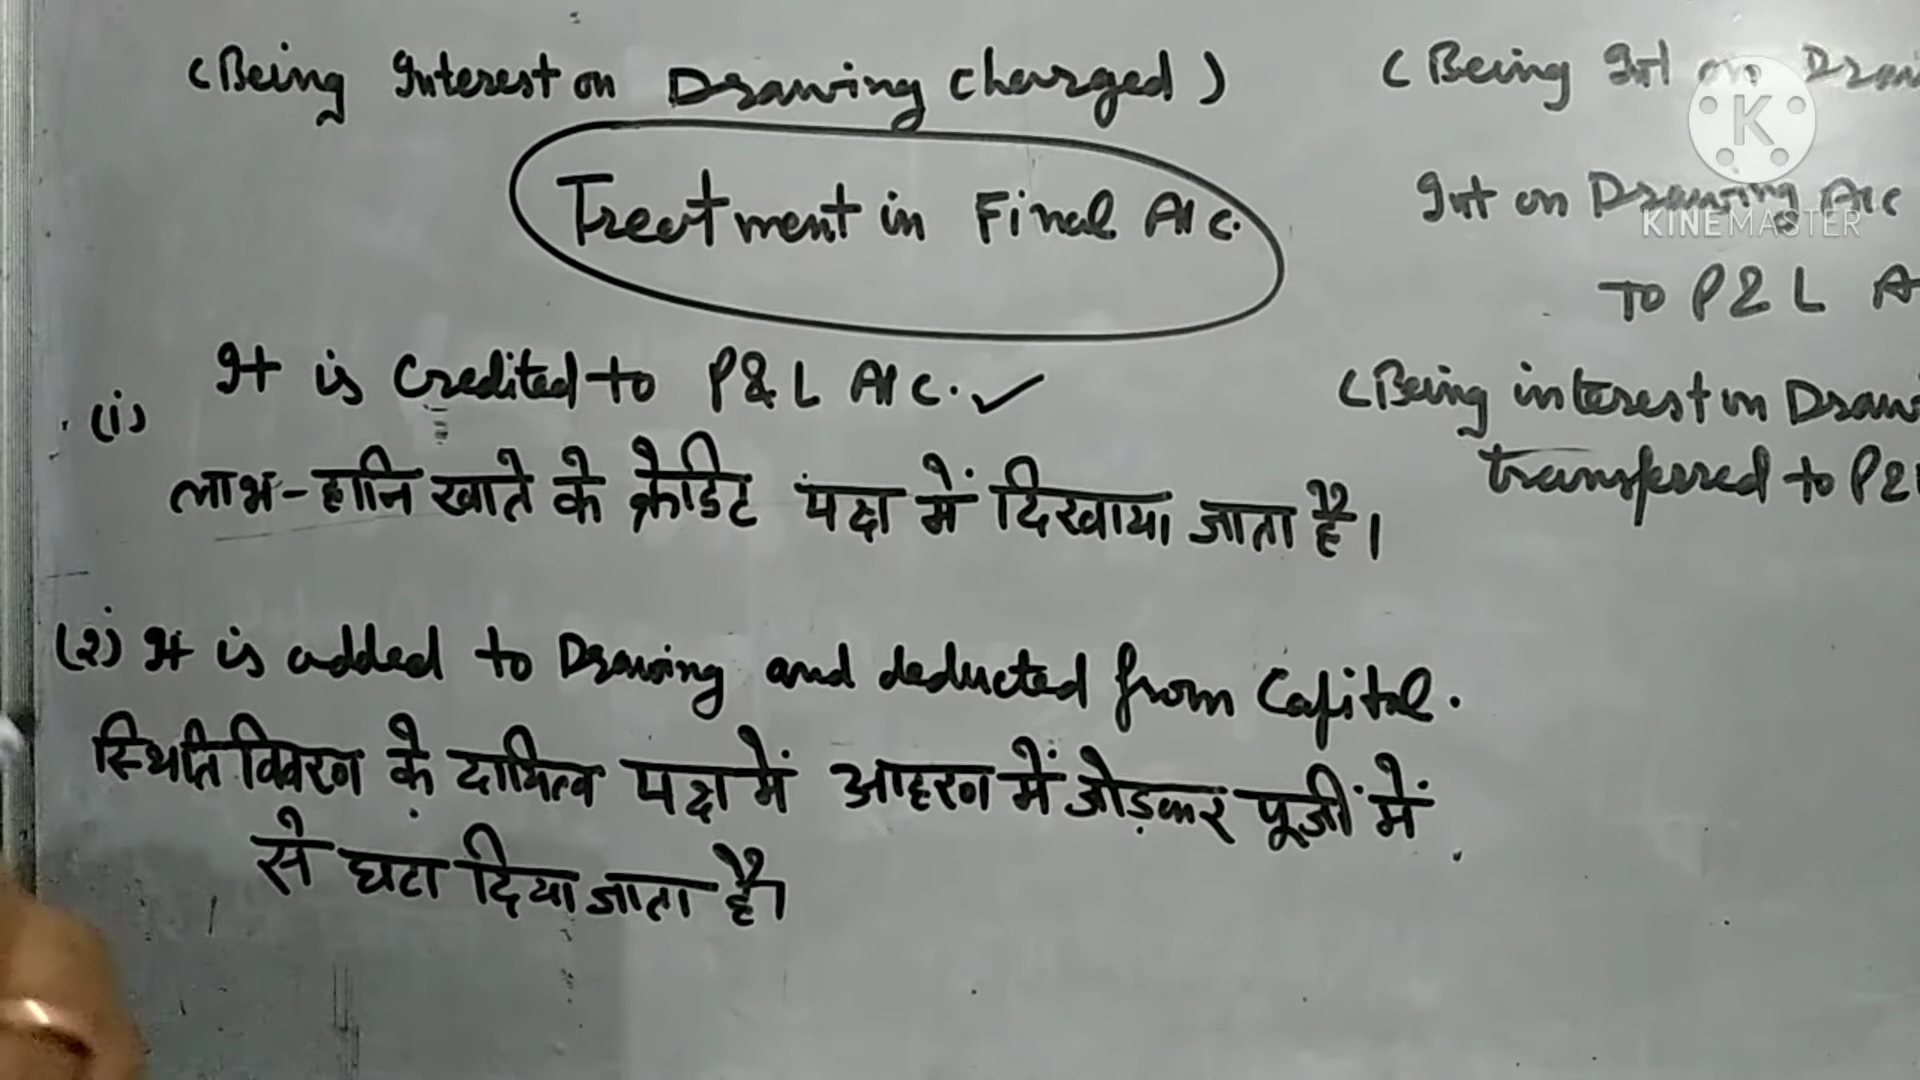 (Being Interest on Drawing charged)
Treatment in Final A/c.
(i) It is credited to P&L A/c. ✓
लाभ-हानि खाते के क्रेडिट पक्ष में दिखाया जाता है।
(2) It is added to Drawing and deducted from Capital.
स्थिति विवरण के दायित्व पक्ष में आहरण में जोड़कर पूजीं में
से घटा दिया जाता है।
(Being Int on Draw
Int on Drawing A/c
To P&L A
(Being interest on Draw
transferred to P&L
K
KINEMASTER